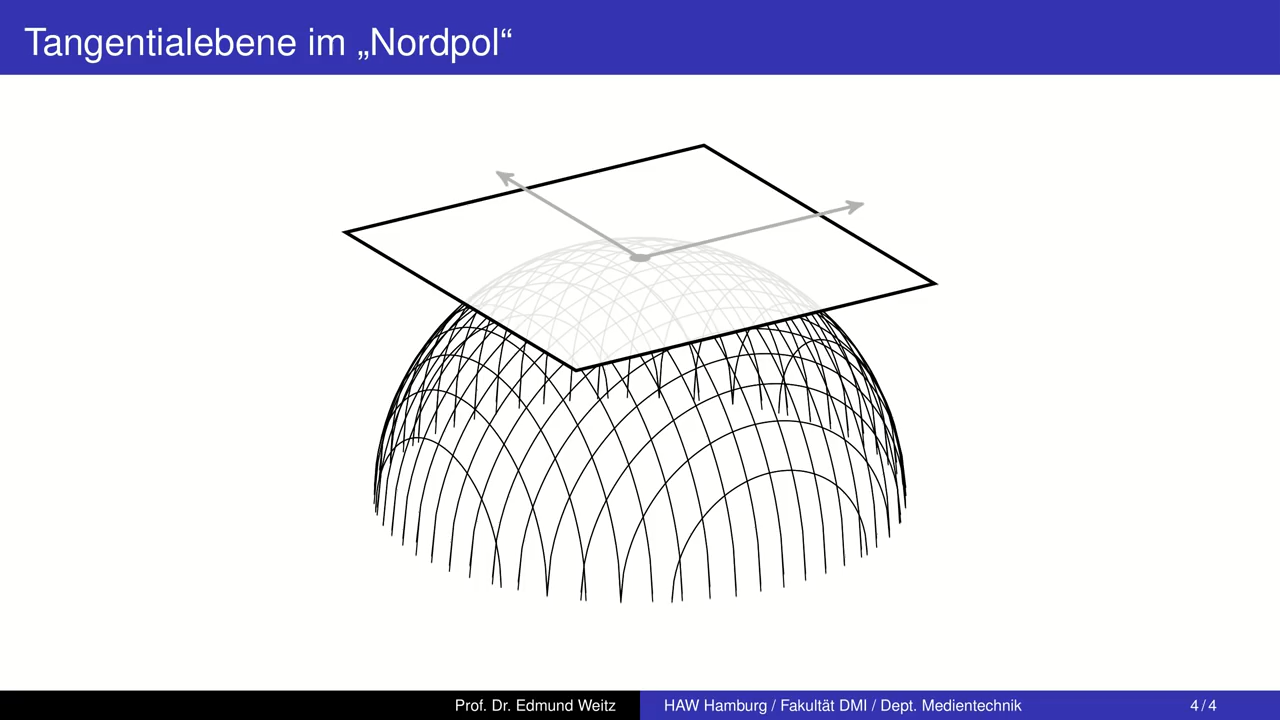 Tangentialebene im „Nordpol“
Prof. Dr. Edmund Weitz
HAW Hamburg / Fakultät DMI / Dept. Medientechnik
4 / 4